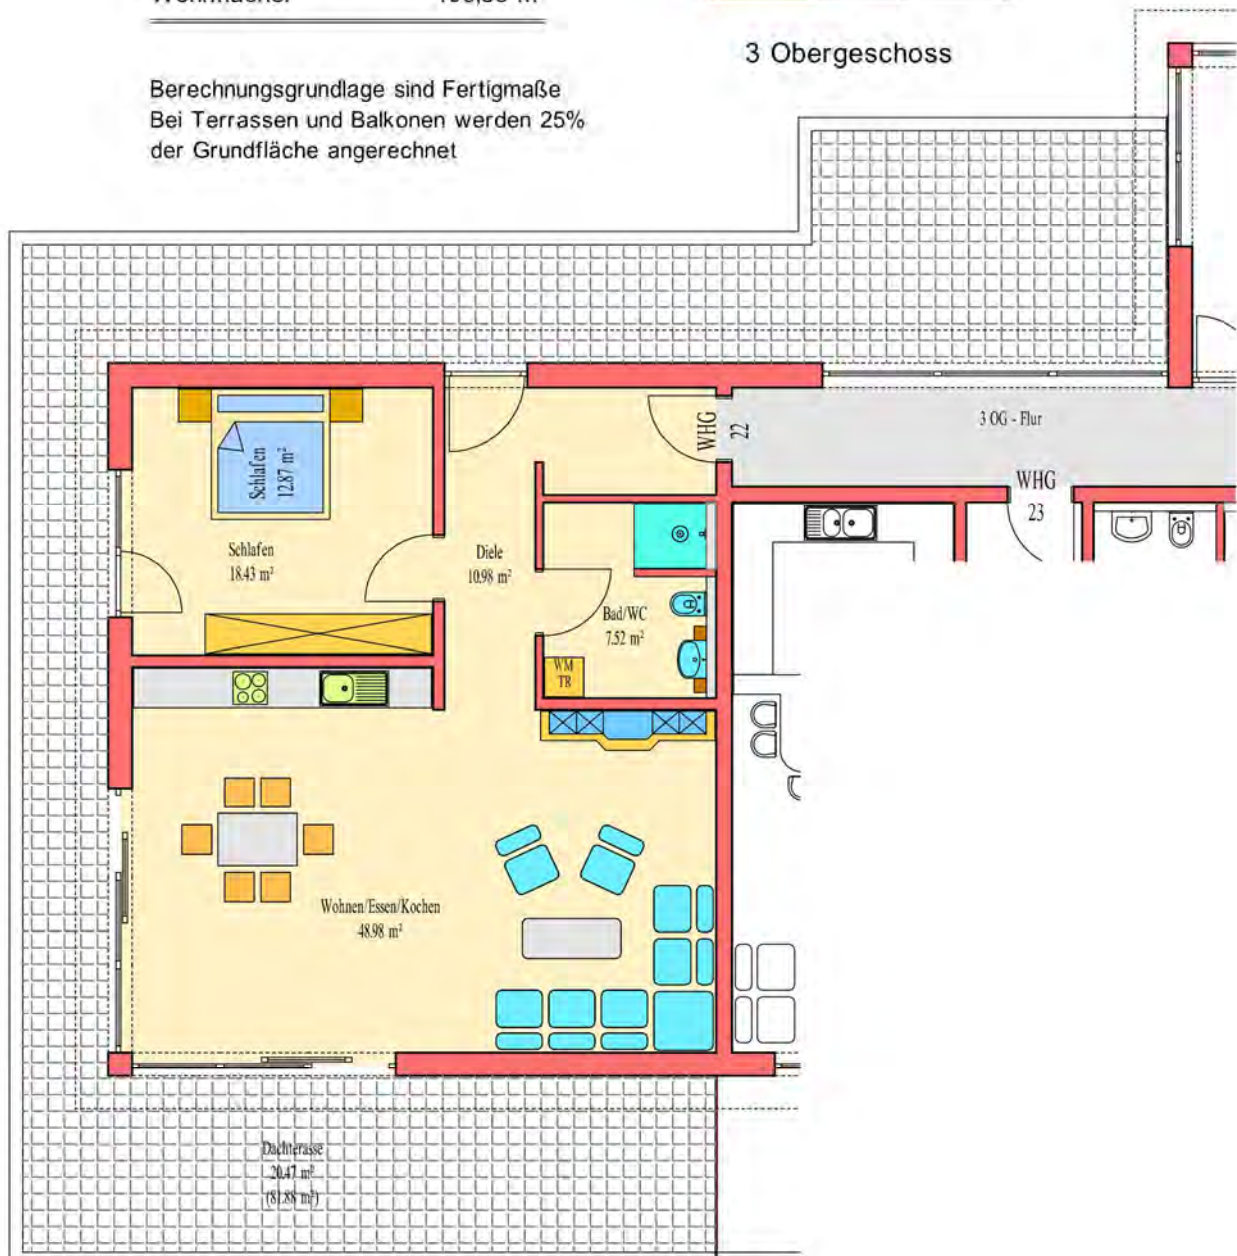 3 Obergeschoss
Berechnungsgrundlage sind Fertigmaße
Bei Terrassen und Balkonen werden 25%
der Grundfläche angerechnet
3 OG - Flur
WHG
22
WHG
23
Schlafen
12.87 m²
Schlafen
18.43 m²
Diele
10.98 m²
Bad/WC
7.52 m²
WM
TR
Wohnen/Essen/Kochen
48.98 m²
Dachterasse
20.47 m²
(81.88 m²)